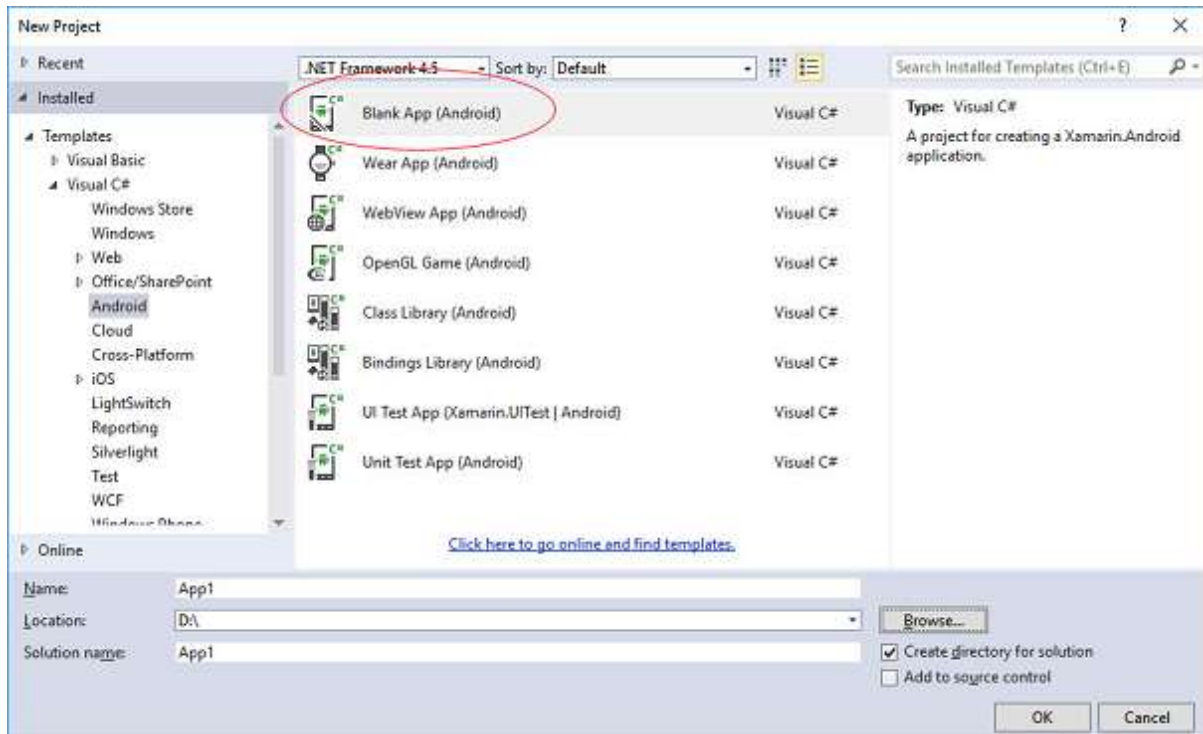 New Project
? ×
Recent
.NET Framework 4.5 Sort by: Default
Search Installed Templates (Ctrl+E)
Installed
Templates
Visual Basic
Visual C#
Windows Store
Windows
Web
Office/SharePoint
Android
Cloud
Cross-Platform
iOS
LightSwitch
Reporting
Silverlight
Test
WCF
Windows Phone
Online
Blank App (Android) Visual C#
Wear App (Android) Visual C#
WebView App (Android) Visual C#
OpenGL Game (Android) Visual C#
Class Library (Android) Visual C#
Bindings Library (Android) Visual C#
UI Test App (Xamarin.UITest | Android) Visual C#
Unit Test App (Android) Visual C#
Click here to go online and find templates.
Type: Visual C#
A project for creating a Xamarin.Android
application.
Name: App1
Location: D:\
Browse...
Solution name: App1
Create directory for solution
Add to source control
OK Cancel